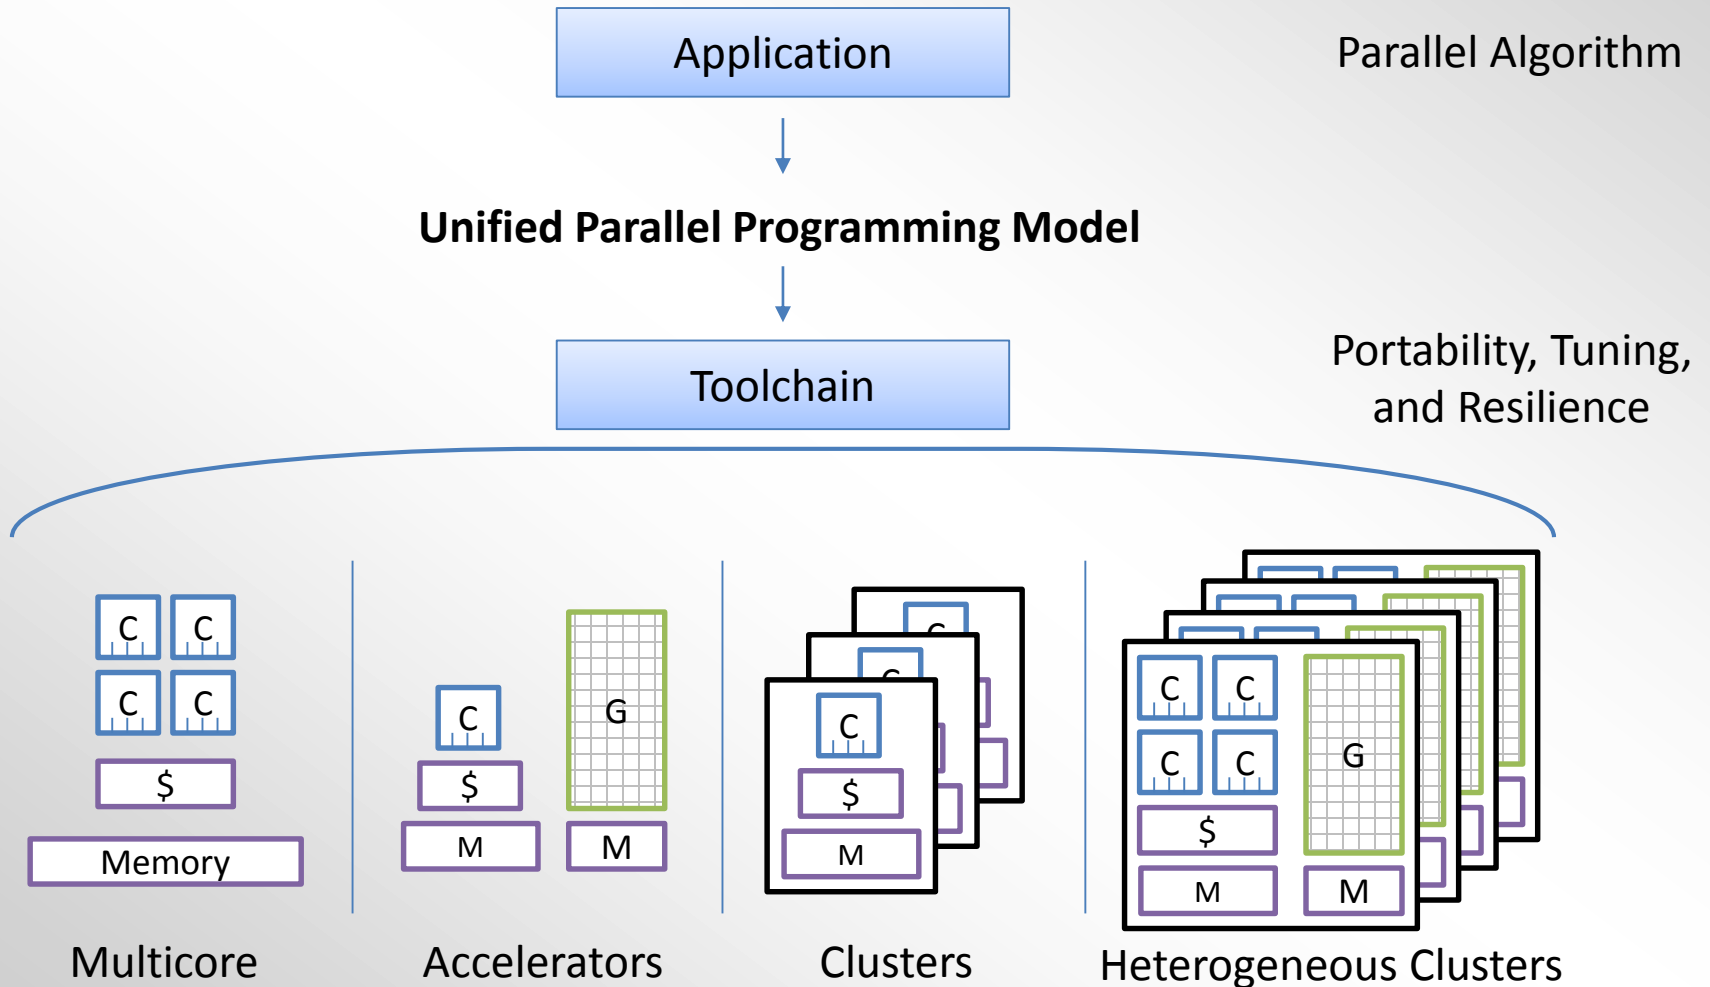 Application
Parallel Algorithm
Unified Parallel Programming Model
Toolchain
Portability, Tuning,
and Resilience
C C
C C
$
Memory
Multicore
C
$
M
G
M
Accelerators
C
C
C
$
M
Clusters
C C
C C
$
M
G
M
Heterogeneous Clusters